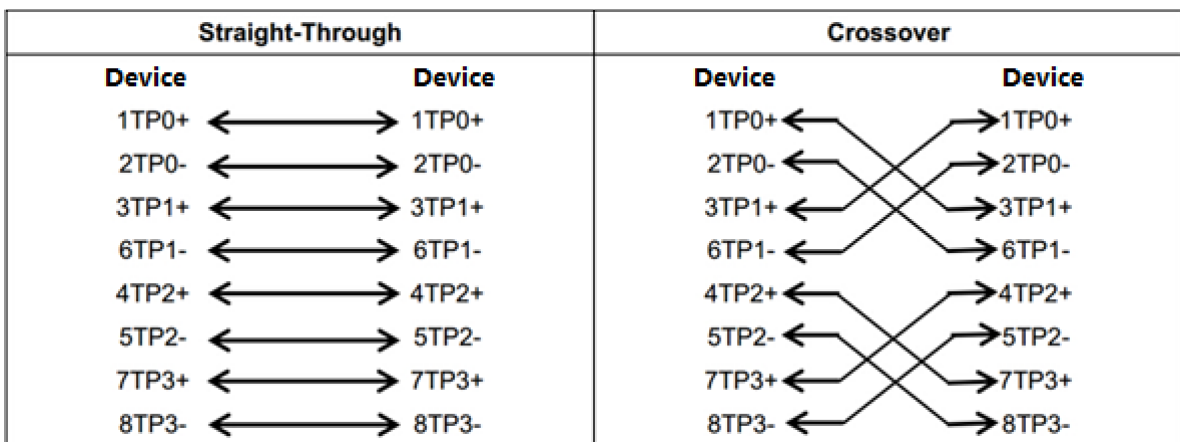 Straight-Through Crossover
Device Device Device Device
1TP0+ 1TP0+ 1TP0+ 1TP0+
2TP0- 2TP0- 2TP0- 2TP0-
3TP1+ 3TP1+ 3TP1+ 3TP1+
6TP1- 6TP1- 6TP1- 6TP1-
4TP2+ 4TP2+ 4TP2+ 4TP2+
5TP2- 5TP2- 5TP2- 5TP2-
7TP3+ 7TP3+ 7TP3+ 7TP3+
8TP3- 8TP3- 8TP3- 8TP3-